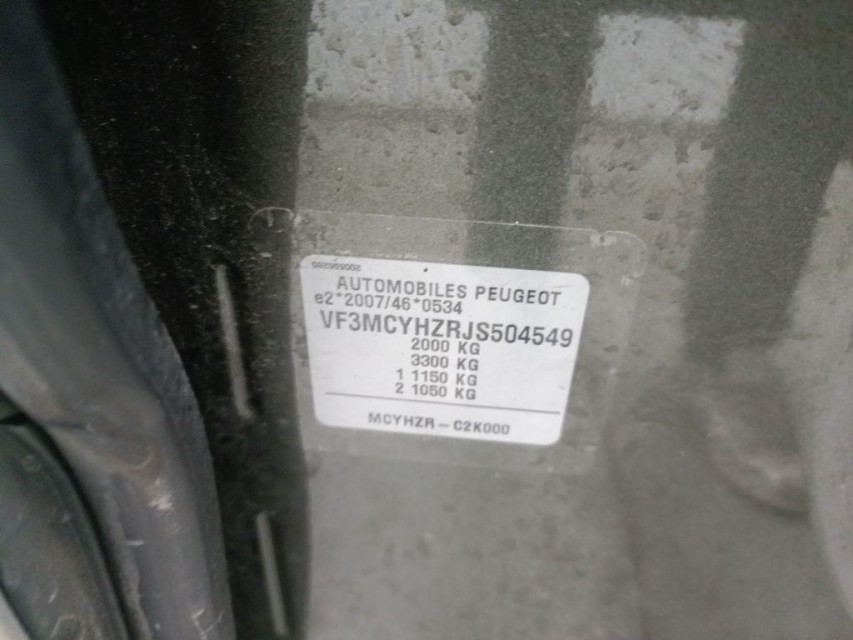 AUTOMOBILES PEUGEOT
e2*2007/46*0534
VF3MCYHZRJS504549
2000 KG
3300 KG
1 1150 KG
2 1050 KG
MCYHZR - C2K000